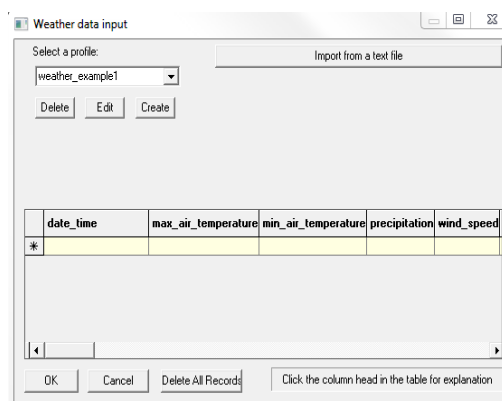 Weather data input
Select a profile:
Import from a text file
weather_example1
Delete Edit Create
date_time max_air_temperature min_air_temperature precipitation wind_speed
OK Cancel Delete All Records Click the column head in the table for explanation